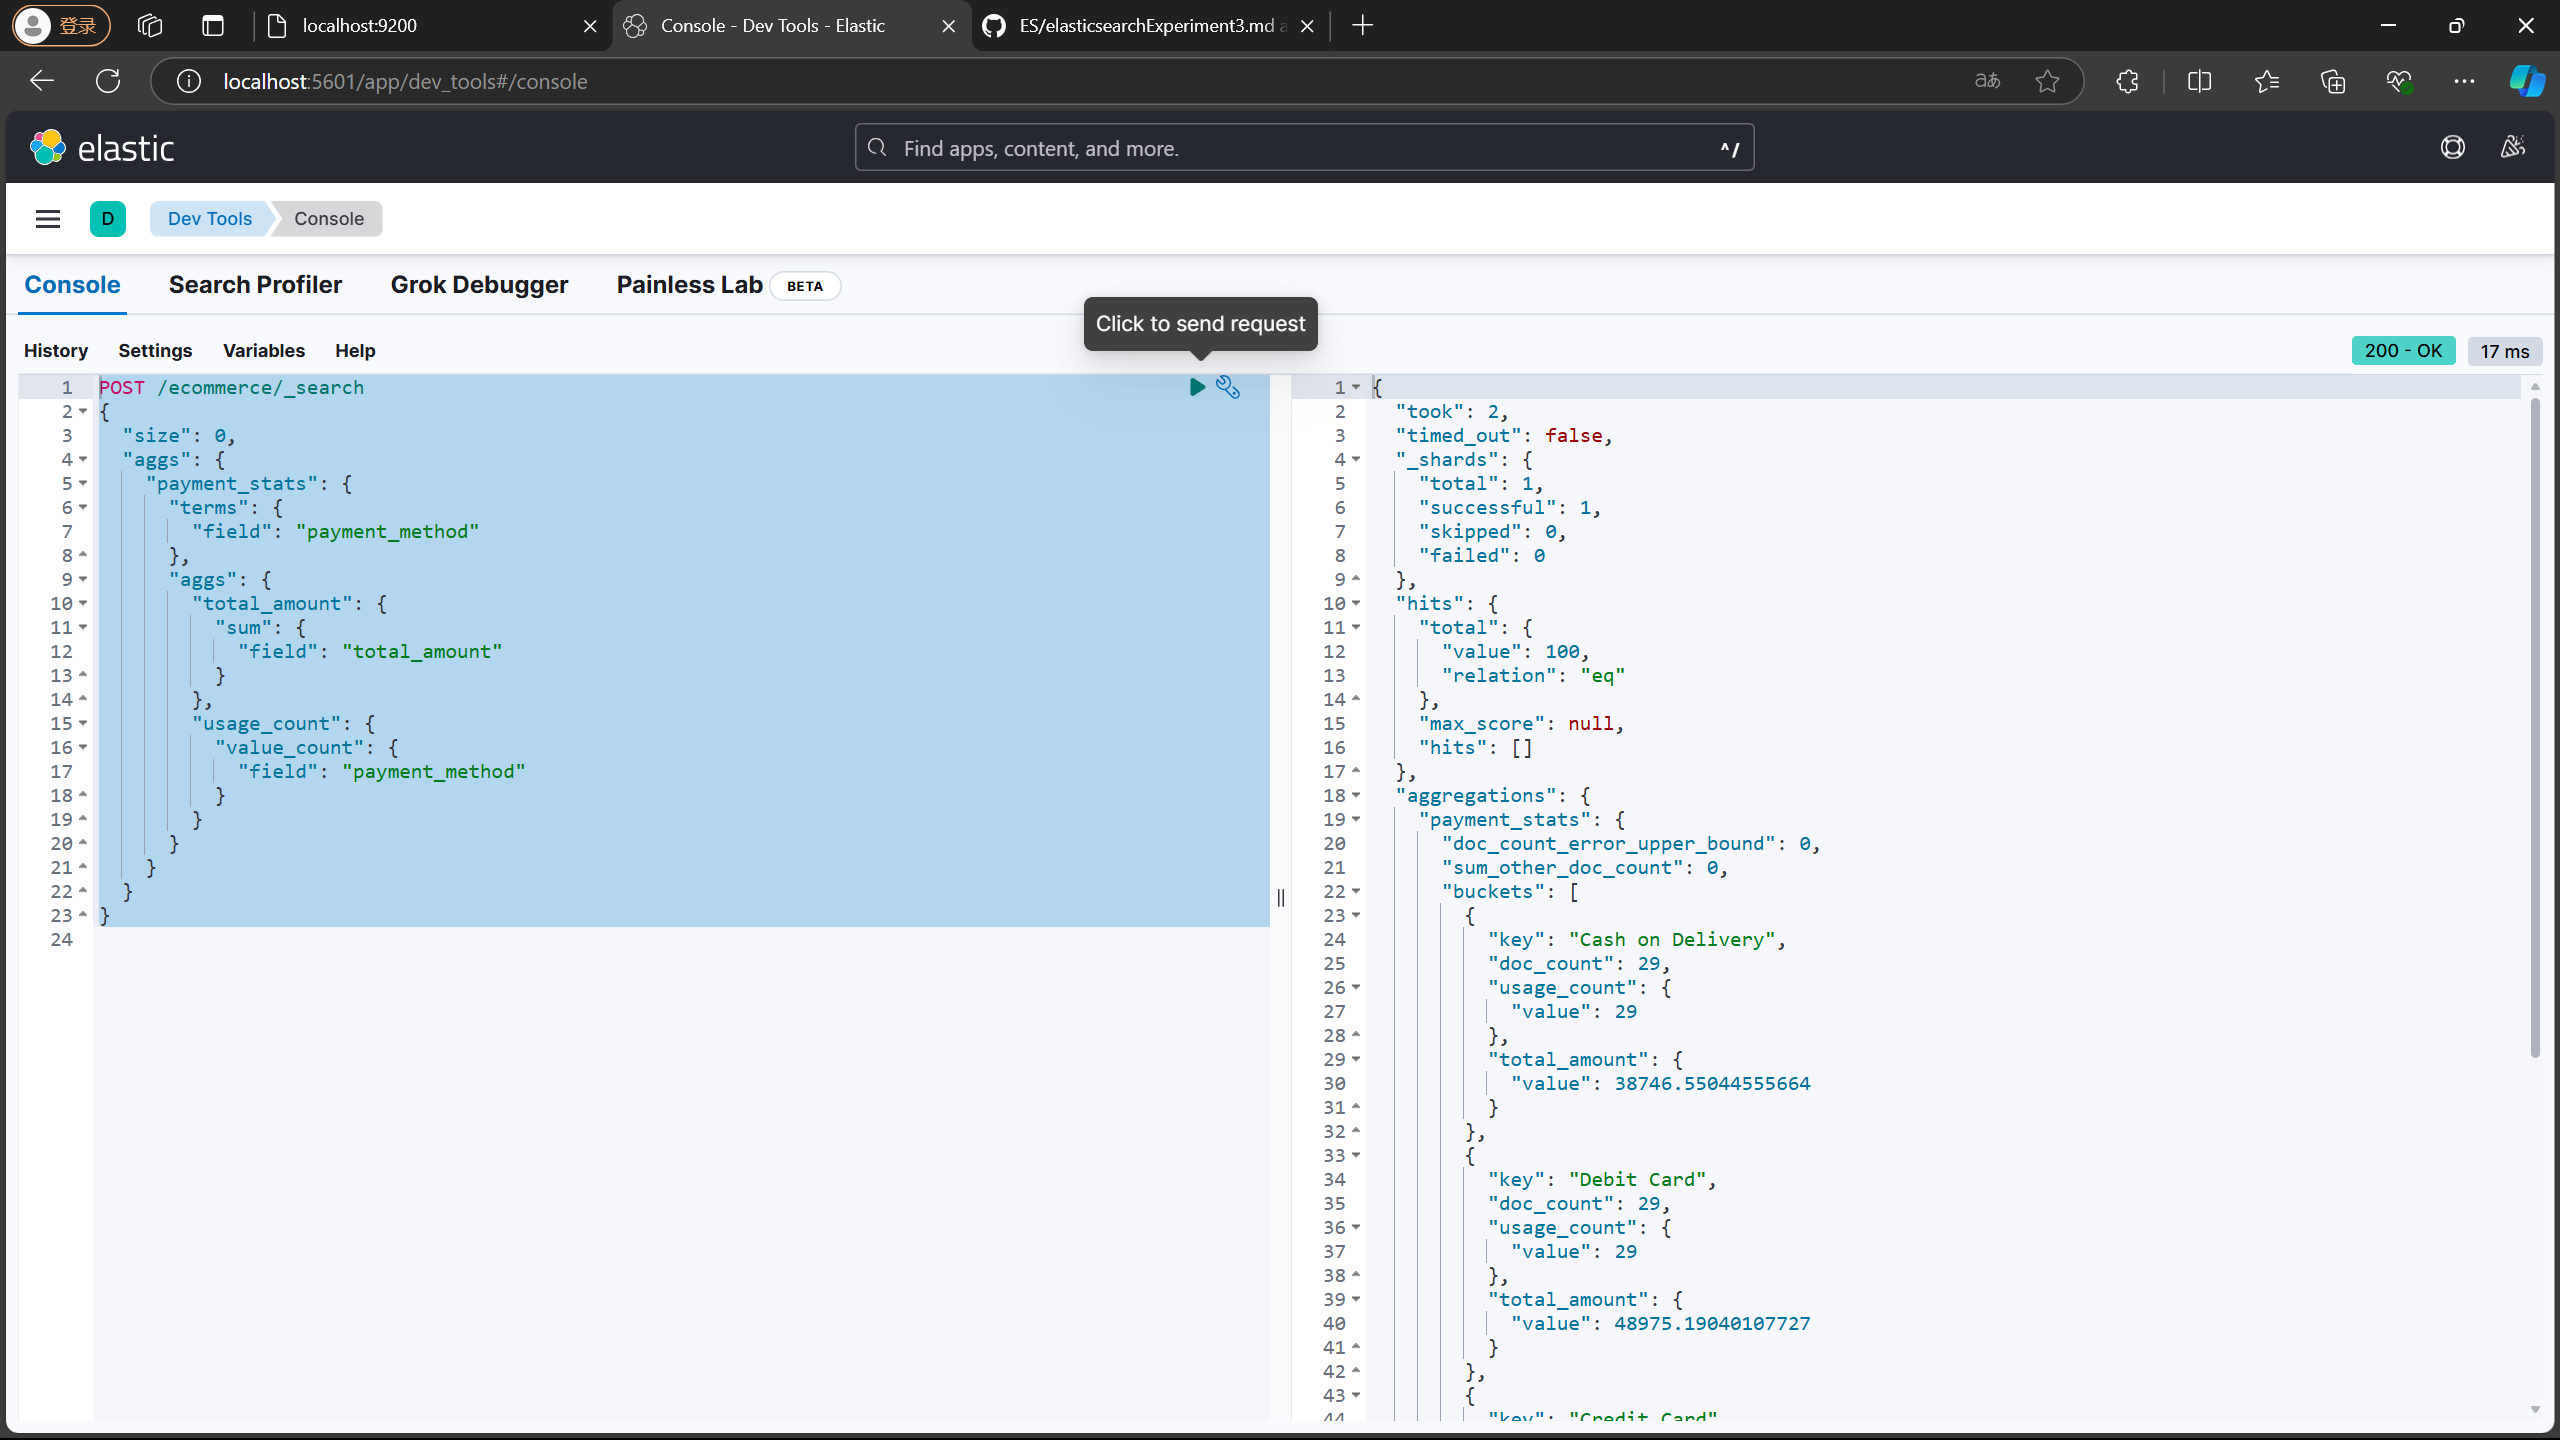 登录
localhost:9200
Console - Dev Tools - Elastic
ES/elasticsearchExperiment3.md a
localhost:5601/app/dev_tools#/console
aあ
elastic
Find apps, content, and more.
^/
D
Dev Tools
Console
Console
Search Profiler
Grok Debugger
Painless Lab
BETA
Click to send request
History
Settings
Variables
Help
200 - OK
17 ms
1 POST /ecommerce/_search
2 {
3   "size": 0,
4   "aggs": {
5     "payment_stats": {
6       "terms": {
7         "field": "payment_method"
8       },
9       "aggs": {
10         "total_amount": {
11           "sum": {
12             "field": "total_amount"
13           }
14         },
15         "usage_count": {
16           "value_count": {
17             "field": "payment_method"
18           }
19         }
20       }
21     }
22   }
23 }
24
1 {
2   "took": 2,
3   "timed_out": false,
4   "_shards": {
5     "total": 1,
6     "successful": 1,
7     "skipped": 0,
8     "failed": 0
9   },
10   "hits": {
11     "total": {
12       "value": 100,
13       "relation": "eq"
14     },
15     "max_score": null,
16     "hits": []
17   },
18   "aggregations": {
19     "payment_stats": {
20       "doc_count_error_upper_bound": 0,
21       "sum_other_doc_count": 0,
22       "buckets": [
23         {
24           "key": "Cash on Delivery",
25           "doc_count": 29,
26           "usage_count": {
27             "value": 29
28           },
29           "total_amount": {
30             "value": 38746.55044555664
31           }
32         },
33         {
34           "key": "Debit Card",
35           "doc_count": 29,
36           "usage_count": {
37             "value": 29
38           },
39           "total_amount": {
40             "value": 48975.19040107727
41           }
42         },
43         {
44           "key": "Credit Card"